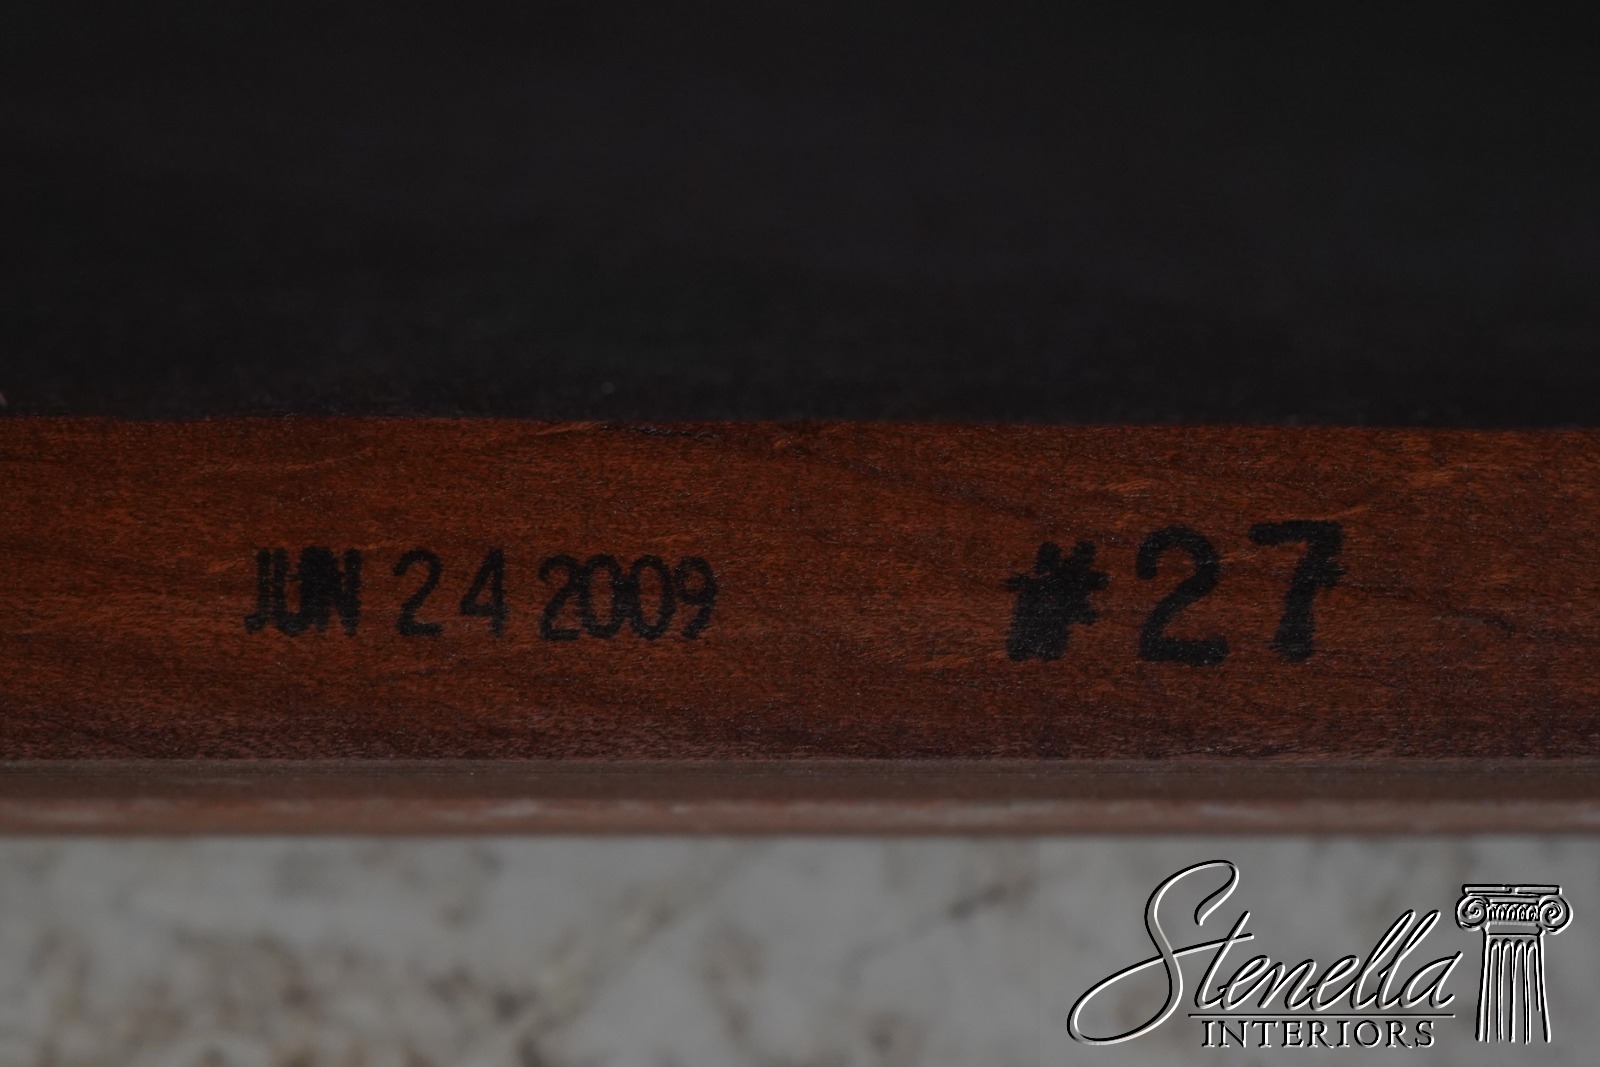 JUN 24 2009 #27
Stenella
INTERIORS